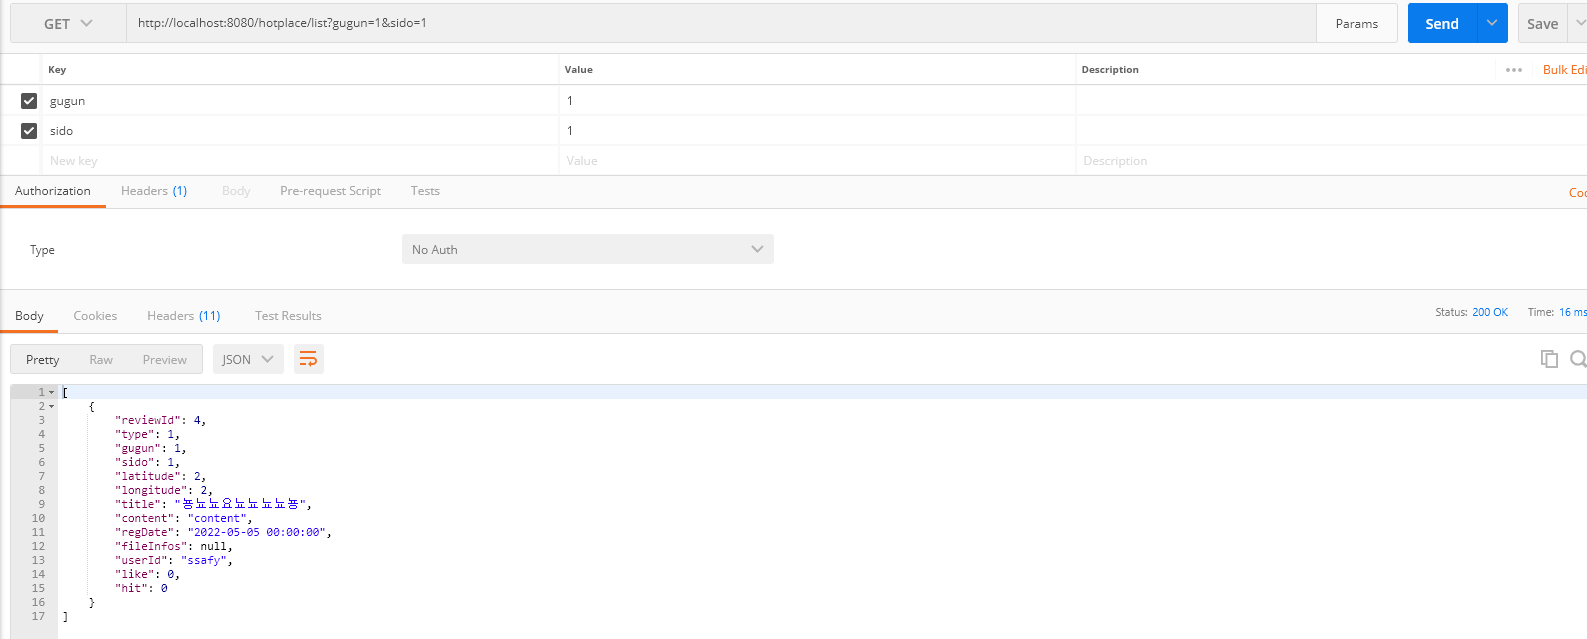 GET http://localhost:8080/hotplace/list?gugun=1&sido=1 Params Send Save
Key Value Description Bulk Edi
gugun 1
sido 1
New key Value Description
Authorization Headers (1) Body Pre-request Script Tests Coo
Type No Auth
Body Cookies Headers (11) Test Results Status: 200 OK Time: 16 ms
Pretty Raw Preview JSON
1 [
2 {
3 "reviewId": 4,
4 "type": 1,
5 "gugun": 1,
6 "sido": 1,
7 "latitude": 2,
8 "longitude": 2,
9 "title": "뿅뇨뇨요뇨뇨뇨뇨뿅",
10 "content": "content",
11 "regDate": "2022-05-05 00:00:00",
12 "fileInfos": null,
13 "userId": "ssafy",
14 "like": 0,
15 "hit": 0
16 }
17 ]